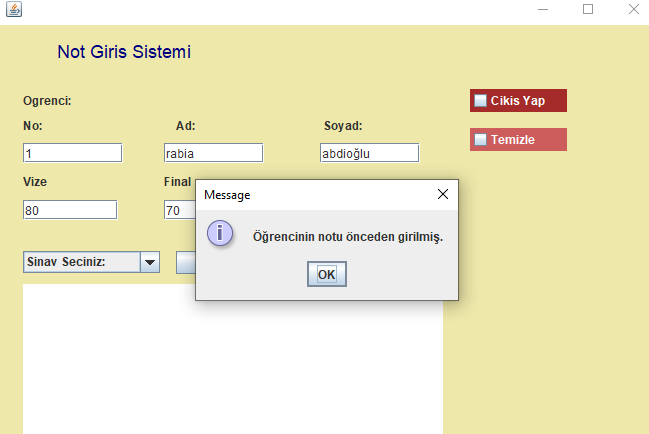 Not Giris Sistemi
Ogrenci:
Cikis Yap
No: Ad: Soyad:
Temizle
1 rabia abdioğlu
Vize Final
80 70
Message
Öğrencinin notu önceden girilmiş.
OK
Sinav Seciniz: